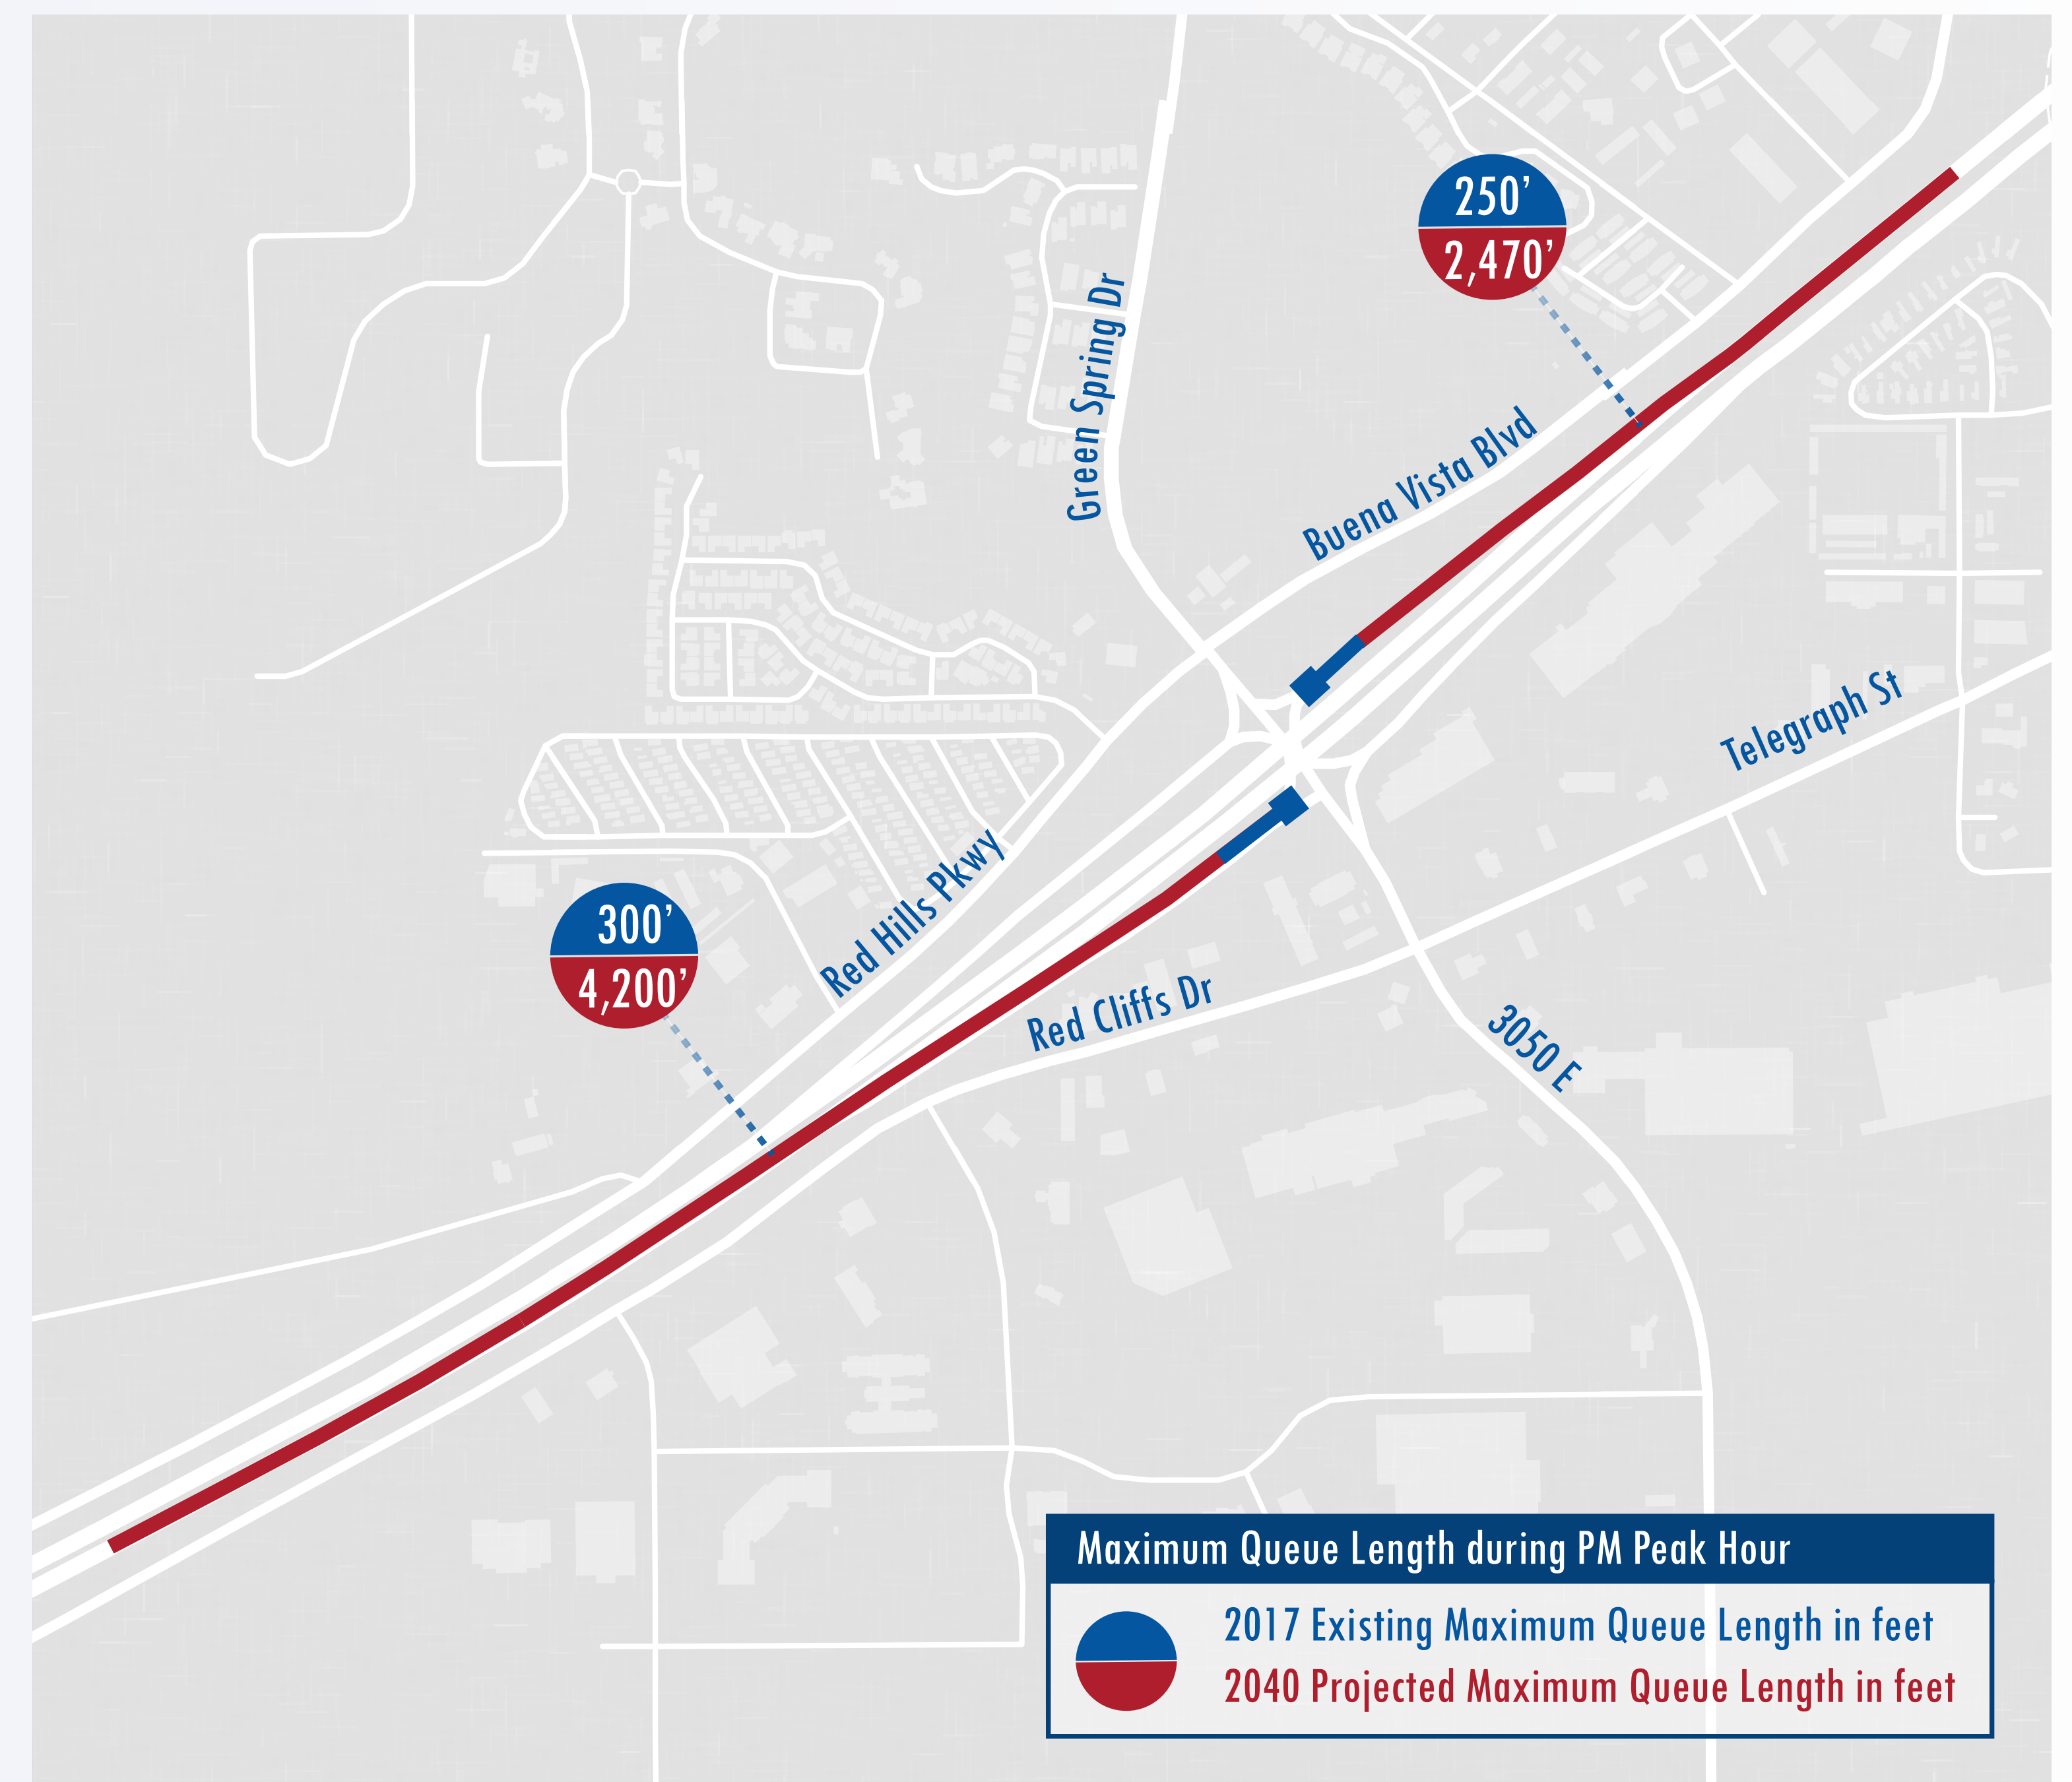 250’
2,470’
Green Spring Dr
Buena Vista Blvd
Telegraph St
Red Hills Pkwy
300’
4,200’
Red Cliffs Dr
3050 E
Maximum Queue Length during PM Peak Hour
2017 Existing Maximum Queue Length in feet
2040 Projected Maximum Queue Length in feet